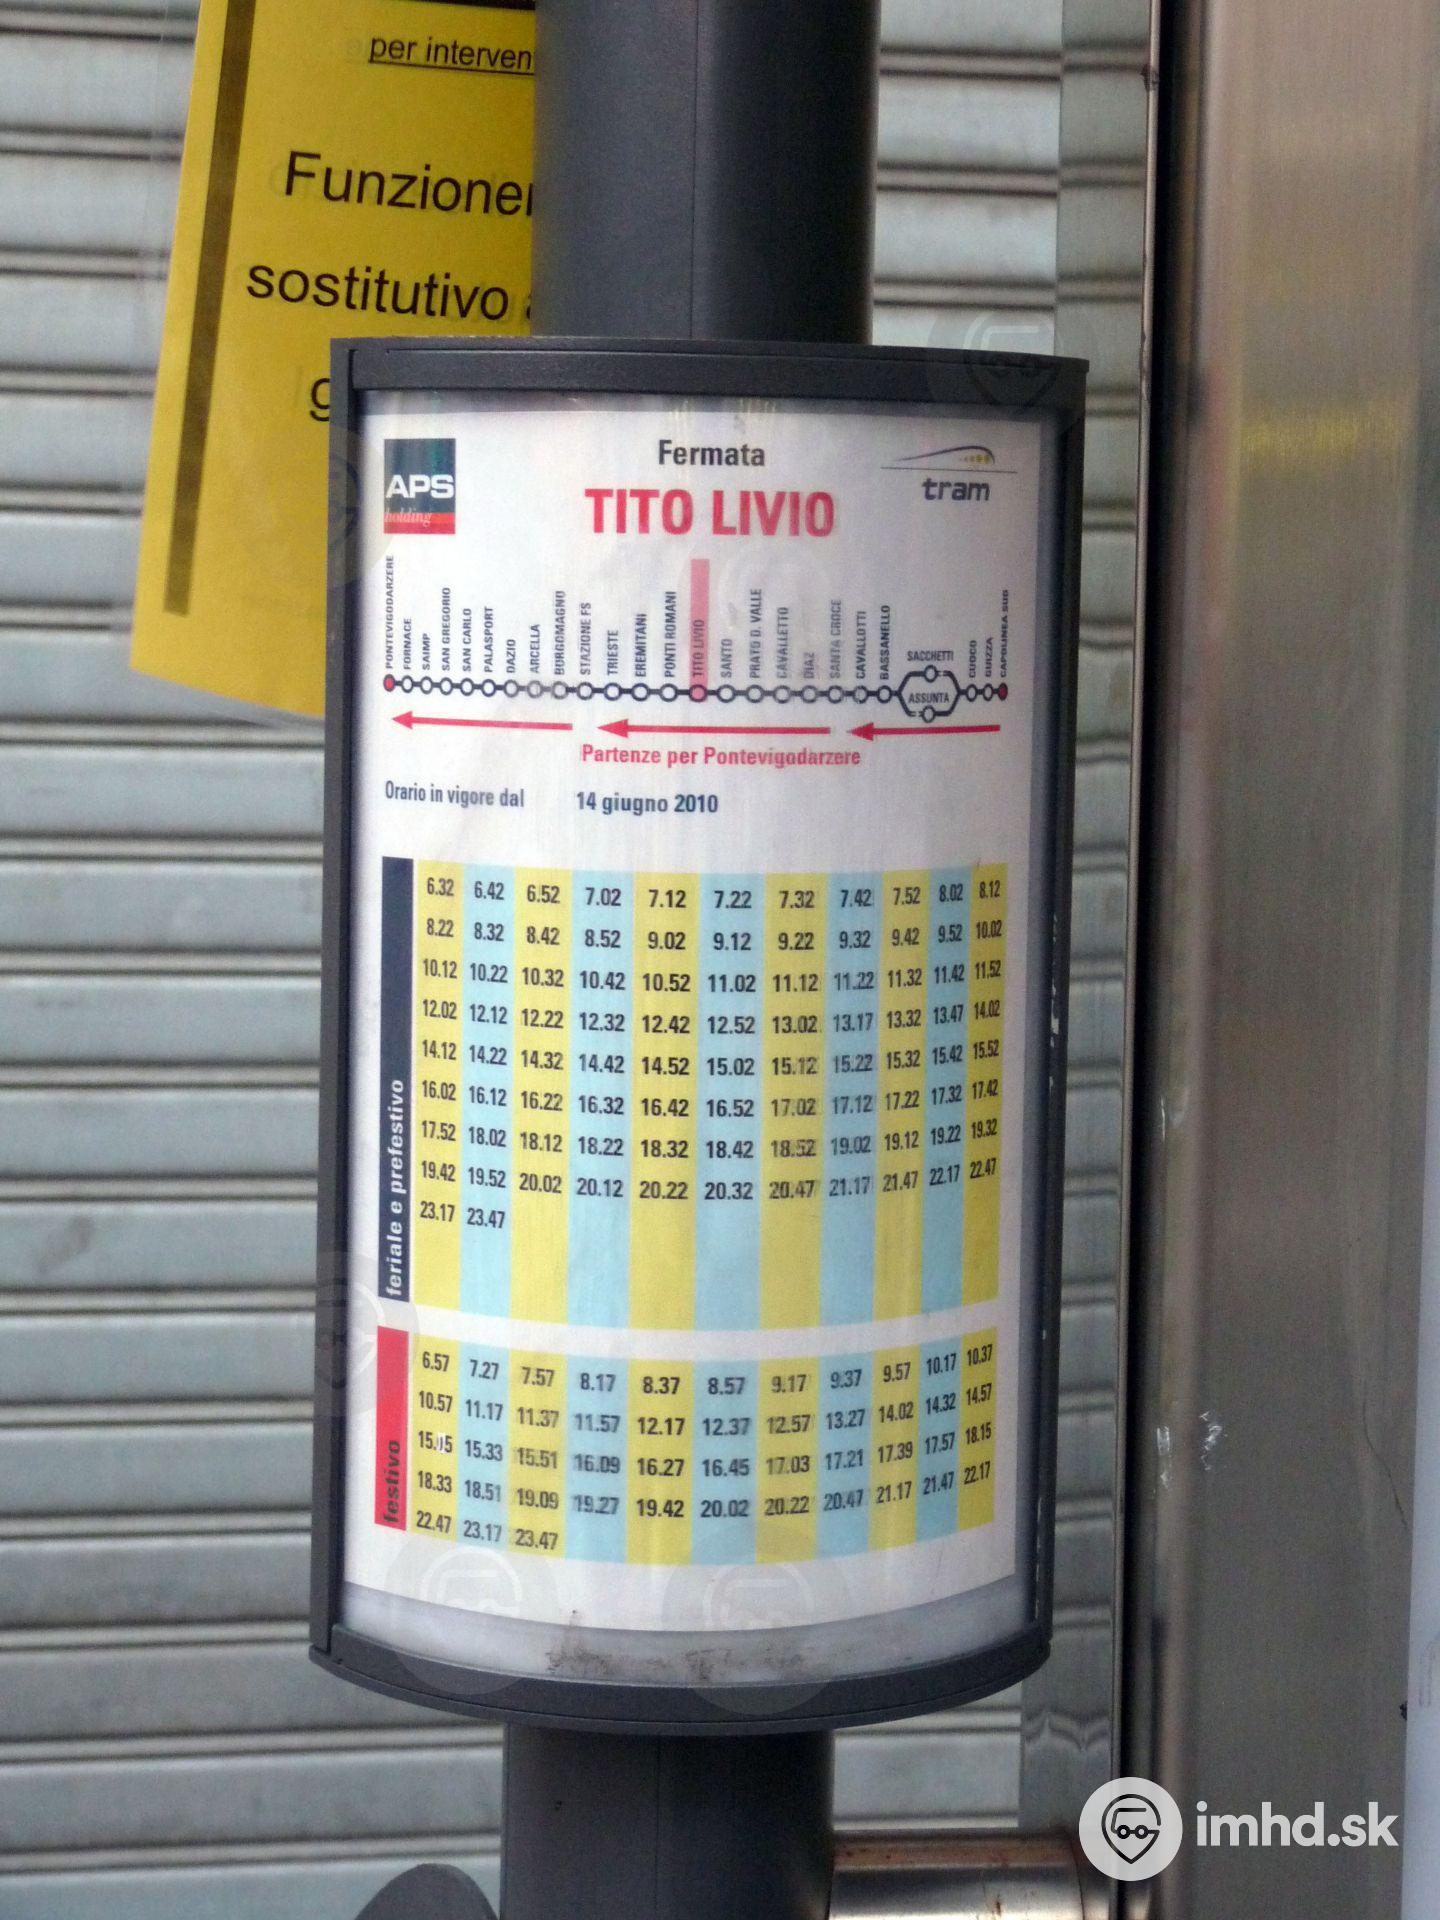 per interven
Funzioner
sostitutivo
g
APS
holding
Fermata
TITO LIVIO
tram
PONTEVIGODARZERE
FORNACE
SAIMP
SAN GREGORIO
SAN CARLO
PALASPORT
DAZIO
ARCELLA
BORGOMAGNO
STAZIONE FS
TRIESTE
EREMITANI
PONTI ROMANI
TITO LIVIO
SANTO
PRATO D. VALLE
CAVALLETTO
DIAZ
SANTA CROCE
CAVALLOTTI
BASSANELLO
SACCHETTI
ASSUNTA
CUOCO
GUIZZA
CAPOLINEA SUD
Partenze per Pontevigodarzere
Orario in vigore dal 14 giugno 2010
feriale e prefestivo
6.32 6.42 6.52 7.02 7.12 7.22 7.32 7.42 7.52 8.02 8.12
8.22 8.32 8.42 8.52 9.02 9.12 9.22 9.32 9.42 9.52 10.02
10.12 10.22 10.32 10.42 10.52 11.02 11.12 11.22 11.32 11.42 11.52
12.02 12.12 12.22 12.32 12.42 12.52 13.02 13.17 13.32 13.47 14.02
14.12 14.22 14.32 14.42 14.52 15.02 15.12 15.22 15.32 15.42 15.52
16.02 16.12 16.22 16.32 16.42 16.52 17.02 17.12 17.22 17.32 17.42
17.52 18.02 18.12 18.22 18.32 18.42 18.52 19.02 19.12 19.22 19.32
19.42 19.52 20.02 20.12 20.22 20.32 20.47 21.17 21.47 22.17 22.47
23.17 23.47
festivo
6.57 7.27 7.57 8.17 8.37 8.57 9.17 9.37 9.57 10.17 10.37
10.57 11.17 11.37 11.57 12.17 12.37 12.57 13.27 14.02 14.32 14.57
15.15 15.33 15.51 16.09 16.27 16.45 17.03 17.21 17.39 17.57 18.15
18.33 18.51 19.09 19.27 19.42 20.02 20.22 20.47 21.17 21.47 22.17
22.47 23.17 23.47
imhd.sk